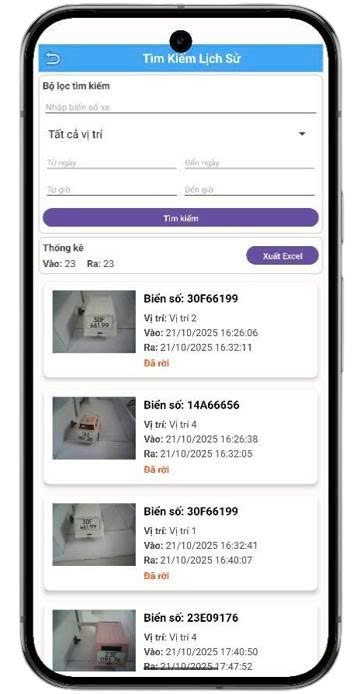 Tìm Kiếm Lịch Sử
Bộ lọc tìm kiếm
Nhập biển số xe
Tất cả vị trí
Từ ngày
Đến ngày
Từ giờ
Đến giờ
Tìm kiếm
Thống kê
Vào: 23 Ra: 23
Xuất Excel
30F
661.99
Biển số: 30F66199
Vị trí: Vị trí 2
Vào: 21/10/2025 16:26:06
Ra: 21/10/2025 16:32:11
Đã rời
Biển số: 14A66656
Vị trí: Vị trí 4
Vào: 21/10/2025 16:26:38
Ra: 21/10/2025 16:32:05
Đã rời
30F
661.99
Biển số: 30F66199
Vị trí: Vị trí 1
Vào: 21/10/2025 16:32:41
Ra: 21/10/2025 16:40:07
Đã rời
Biển số: 23E09176
Vị trí: Vị trí 4
Vào: 21/10/2025 17:40:50
Ra: 21/10/2025 17:47:52